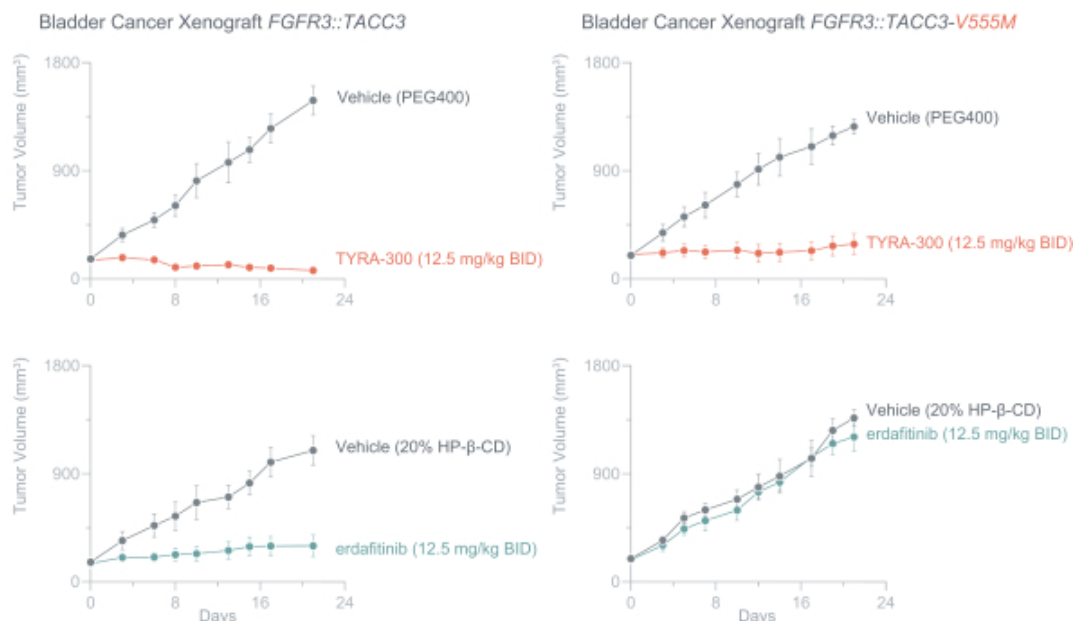 Bladder Cancer Xenograft FGFR3::TACC3
Tumor Volume (mm³)
1800
900
0
Vehicle (PEG400)
TYRA-300 (12.5 mg/kg BID)
0 8 16 24
Bladder Cancer Xenograft FGFR3::TACC3-V555M
Tumor Volume (mm³)
1800
900
0
Vehicle (PEG400)
TYRA-300 (12.5 mg/kg BID)
0 8 16 24
Tumor Volume (mm³)
1800
900
0
Vehicle (20% HP-β-CD)
erdafitinib (12.5 mg/kg BID)
0 8 16 24
Days
Tumor Volume (mm³)
1800
900
0
Vehicle (20% HP-β-CD)
erdafitinib (12.5 mg/kg BID)
0 8 16 24
Days